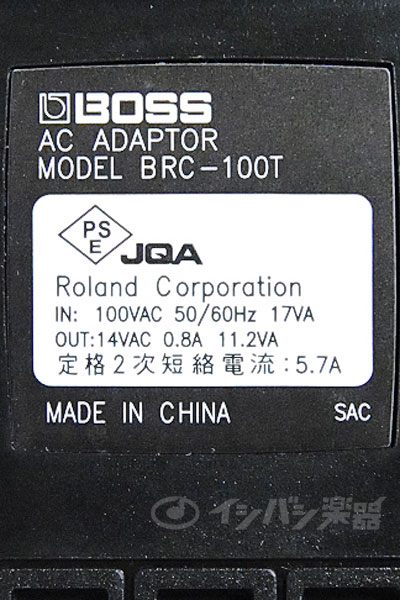 BOSS
AC ADAPTOR
MODEL BRC-100T
PS
E
JQA
Roland Corporation
IN: 100VAC 50/60Hz 17VA
OUT:14VAC 0.8A 11.2VA
定格2次短絡電流:5.7A
MADE IN CHINA SAC
イシバシ楽器